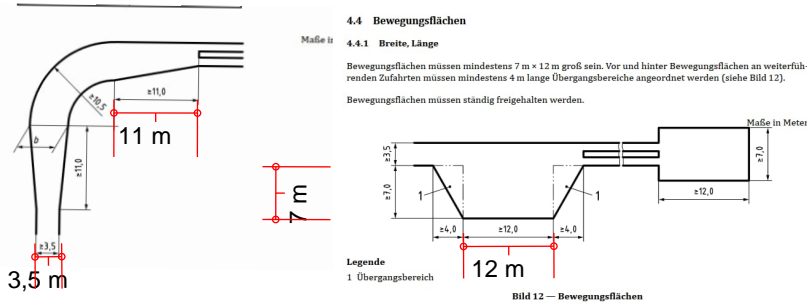 Maße in
≥10,5
≥11,0
11 m
b
≥11,0
≥3,5
3,5 m
7 m
4.4 Bewegungsflächen
4.4.1 Breite, Länge
Bewegungsflächen müssen mindestens 7 m × 12 m groß sein. Vor und hinter Bewegungsflächen an weiterfüh-
renden Zufahrten müssen mindestens 4 m lange Übergangsbereiche angeordnet werden (siehe Bild 12).
Bewegungsflächen müssen ständig freigehalten werden.
Maße in Meter
≥3,5
≥7,0
≥7,0
1
1
≥12,0
≥4,0
≥12,0
≥4,0
12 m
Legende
1 Übergangsbereich
Bild 12 — Bewegungsflächen